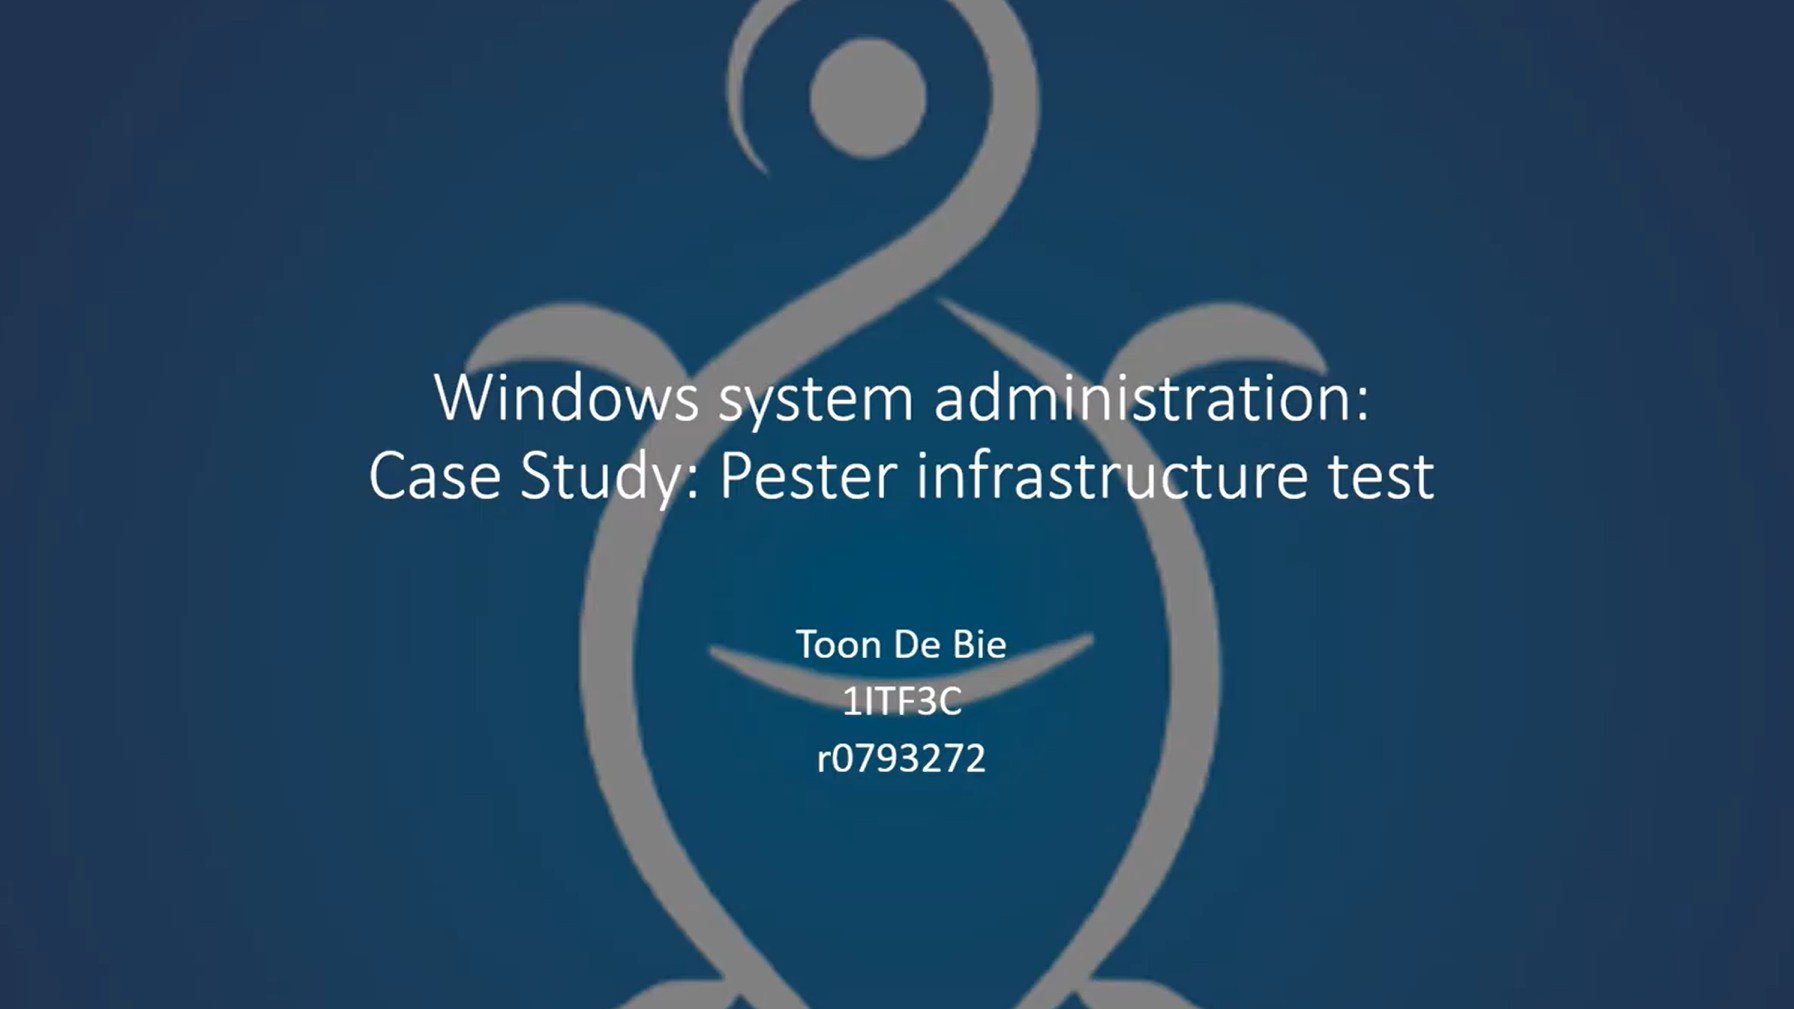 Windows system administration:
Case Study: Pester infrastructure test
Toon De Bie
1ITF3C
r0793272